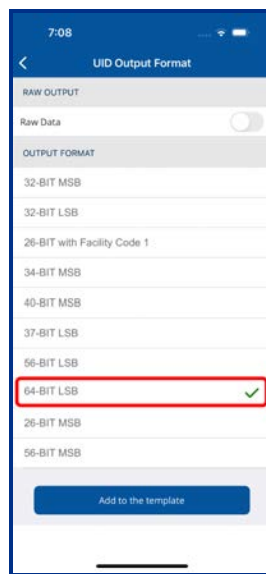 7:08
UID Output Format
RAW OUTPUT
Raw Data
OUTPUT FORMAT
32-BIT MSB
32-BIT LSB
26-BIT with Facility Code 1
34-BIT MSB
40-BIT MSB
37-BIT LSB
56-BIT LSB
64-BIT LSB
26-BIT MSB
56-BIT MSB
Add to the template